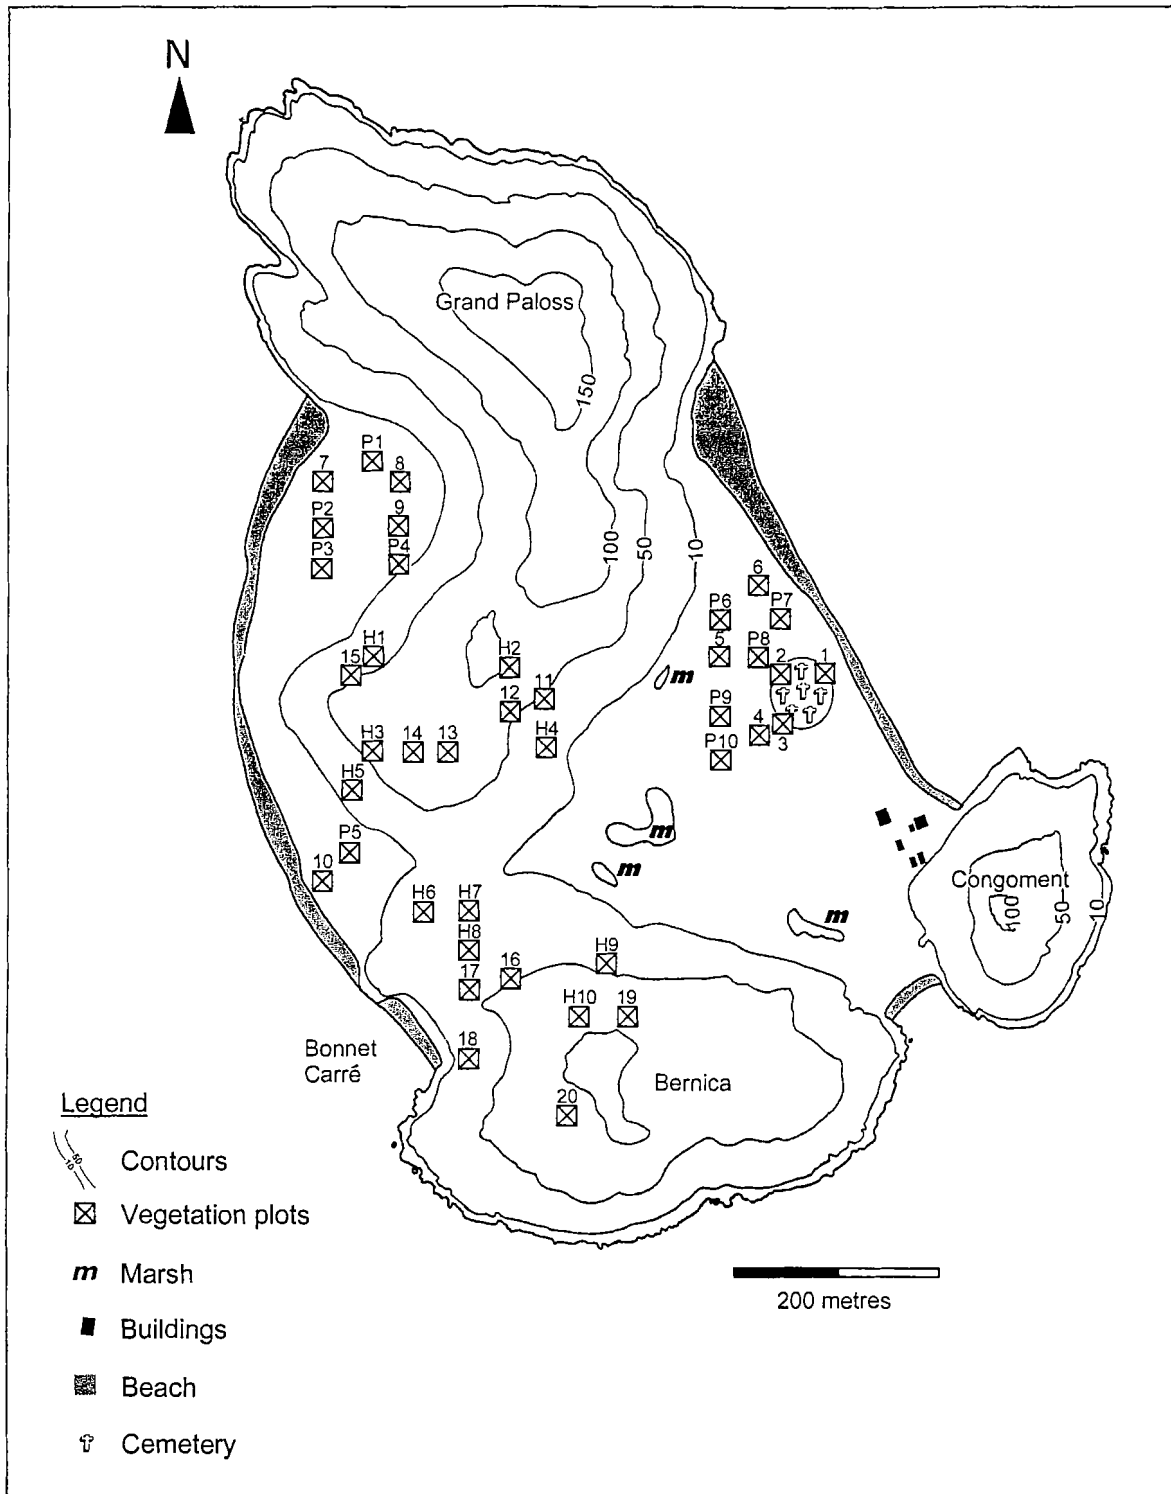 N
Grand Paloss
150
P1
7
8
P2
9
P3
P4
100
50
10
6
P6
P7
H1
5
P8
15
H2
2
1
m
12
11
P9
4
3
H3
14
13
H4
P10
H5
m
P5
m
10
Congoment
100
50
10
H6
H7
m
H8
H9
17
16
H10
19
18
Bonnet
Carré
Bernica
20
Legend
10
50
Contours
Vegetation plots
m Marsh
200 metres
Buildings
Beach
Cemetery